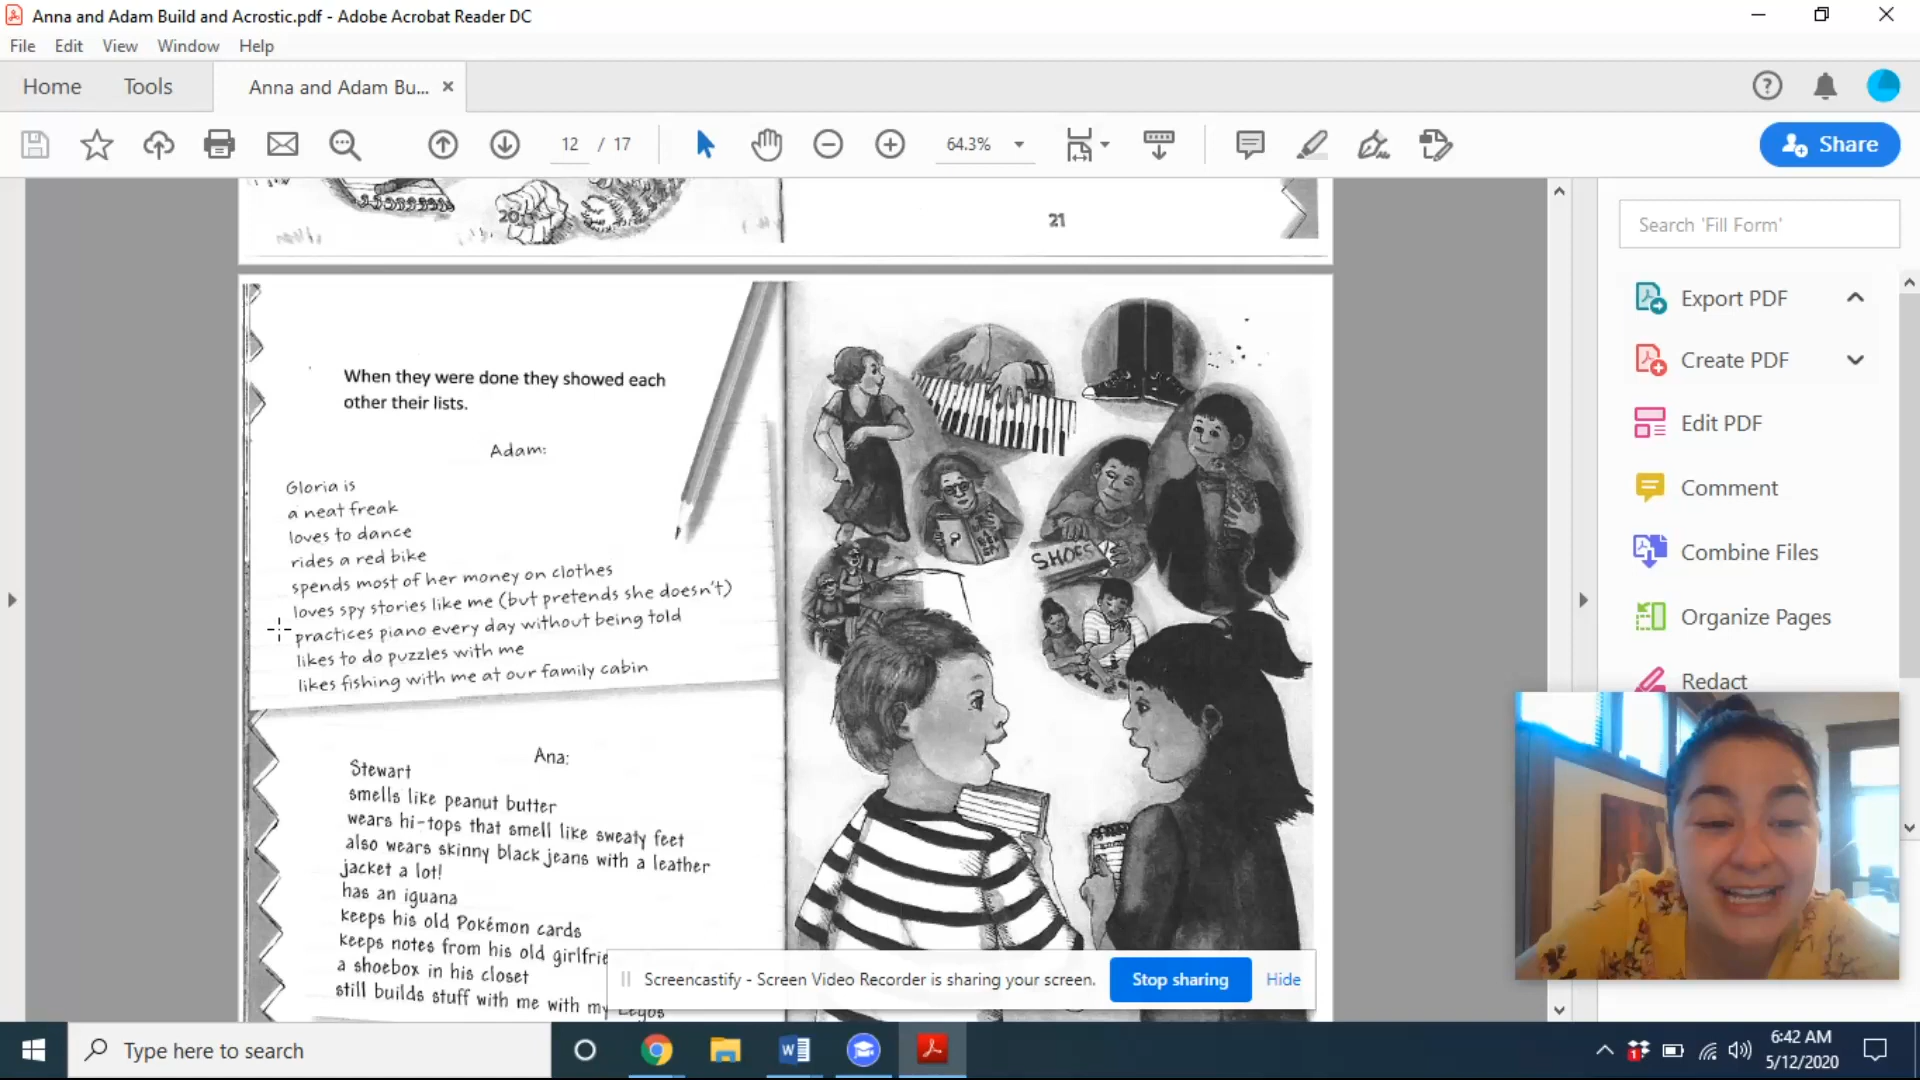 Anna and Adam Build and Acrostic.pdf - Adobe Acrobat Reader DC
File Edit View Window Help
Home Tools Anna and Adam Bu... ×
12 / 17 64.3% Share
20 21
Search 'Fill Form'
Export PDF
Create PDF
Edit PDF
Comment
Combine Files
Organize Pages
Redact
When they were done they showed each
other their lists.
Adam:
Gloria is
a neat freak
loves to dance
rides a red bike
spends most of her money on clothes
loves spy stories like me (but pretends she doesn't)
practices piano every day without being told
likes to do puzzles with me
likes fishing with me at our family cabin
Ana:
Stewart
smells like peanut butter
wears hi-tops that smell like sweaty feet
also wears skinny black jeans with a leather
jacket a lot!
has an iguana
keeps his old Pokémon cards
keeps notes from his old girlfrie
a shoebox in his closet
still builds stuff with me with my Legos
SHOES
Screencastify - Screen Video Recorder is sharing your screen. Stop sharing Hide
Type here to search
6:42 AM
5/12/2020